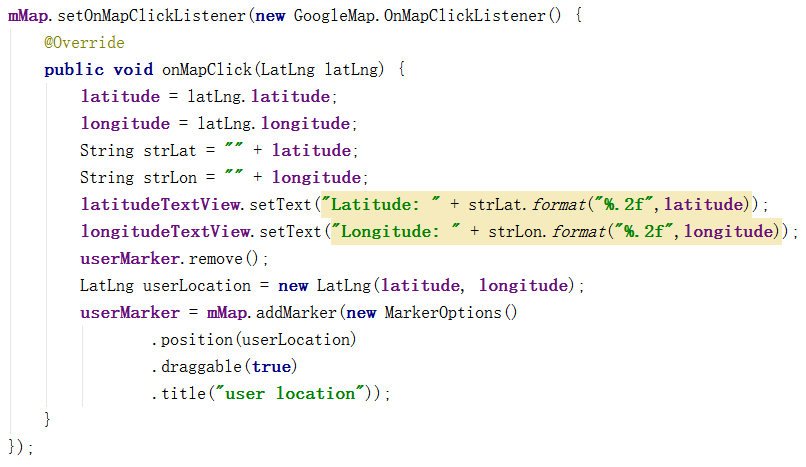 mMap.setOnMapClickListener(new GoogleMap.OnMapClickListener() {
    @Override
    public void onMapClick(LatLng latLng) {
        latitude = latLng.latitude;
        longitude = latLng.longitude;
        String strLat = "" + latitude;
        String strLon = "" + longitude;
        latitudeTextView.setText("Latitude: " + strLat.format("%.2f",latitude));
        longitudeTextView.setText("Longitude: " + strLon.format("%.2f",longitude));
        userMarker.remove();
        LatLng userLocation = new LatLng(latitude, longitude);
        userMarker = mMap.addMarker(new MarkerOptions()
                .position(userLocation)
                .draggable(true)
                .title("user location"));
    }
});